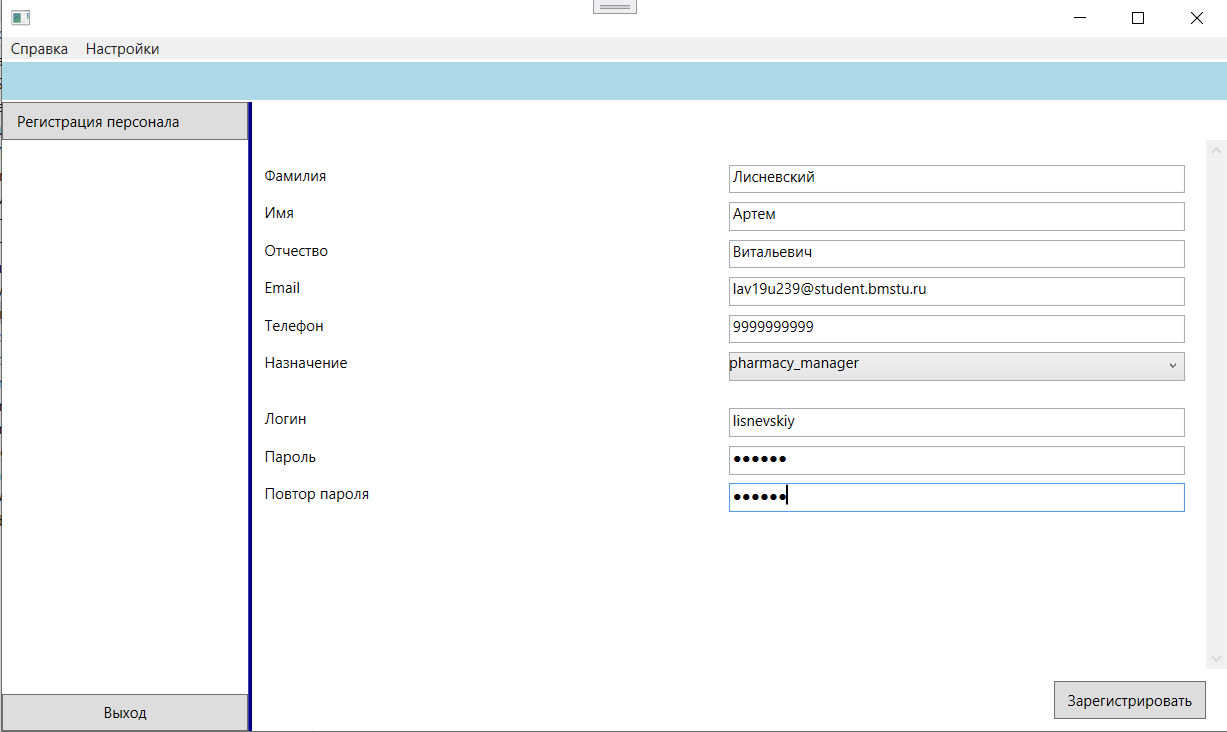 Справка Настройки
Регистрация персонала
Фамилия Лисневский
Имя Артем
Отчество Витальевич
Email lav19u239@student.bmstu.ru
Телефон 9999999999
Назначение pharmacy_manager
Логин lisnevskiy
Пароль ●●●●●●
Повтор пароля ●●●●●●
Выход
Зарегистрировать